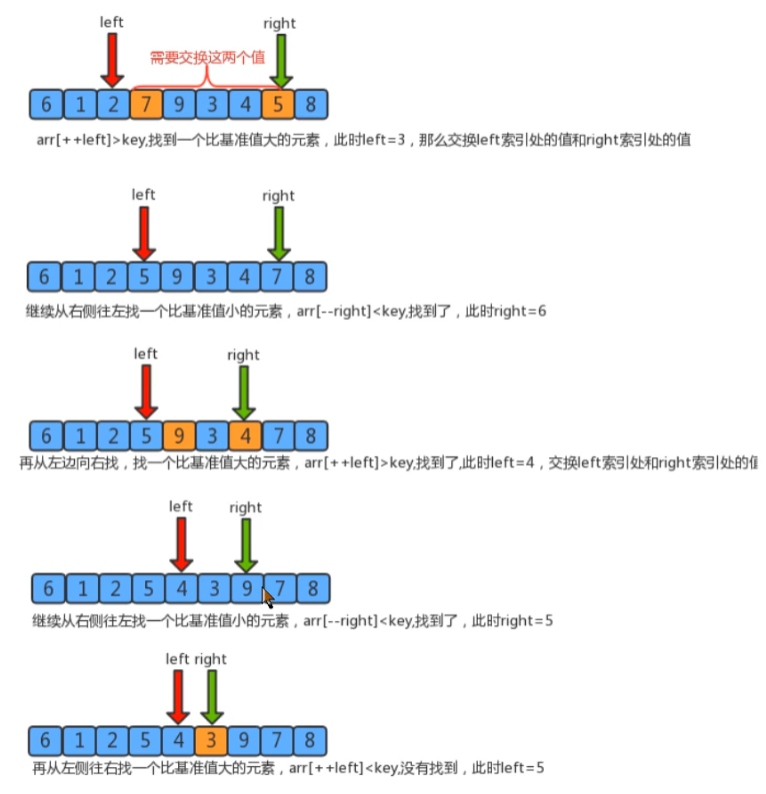 left right
需要交换这两个值
6 1 2 7 9 3 4 5 8
arr[++left]>key,找到一个比基准值大的元素，此时left=3，那么交换left索引处的值和right索引处的值
left right
6 1 2 5 9 3 4 7 8
继续从右侧往左找一个比基准值小的元素，arr[--right]<key,找到了，此时right=6
left right
6 1 2 5 9 3 4 7 8
再从左边向右找，找一个比基准值大的元素，arr[++left]>key,找到了,此时left=4，交换left索引处和right索引处的值
left right
6 1 2 5 4 3 9 7 8
继续从右侧往左找一个比基准值小的元素，arr[--right]<key,找到了，此时right=5
left right
6 1 2 5 4 3 9 7 8
再从左侧往右找一个比基准值大的元素，arr[++left]<key,没有找到，此时left=5